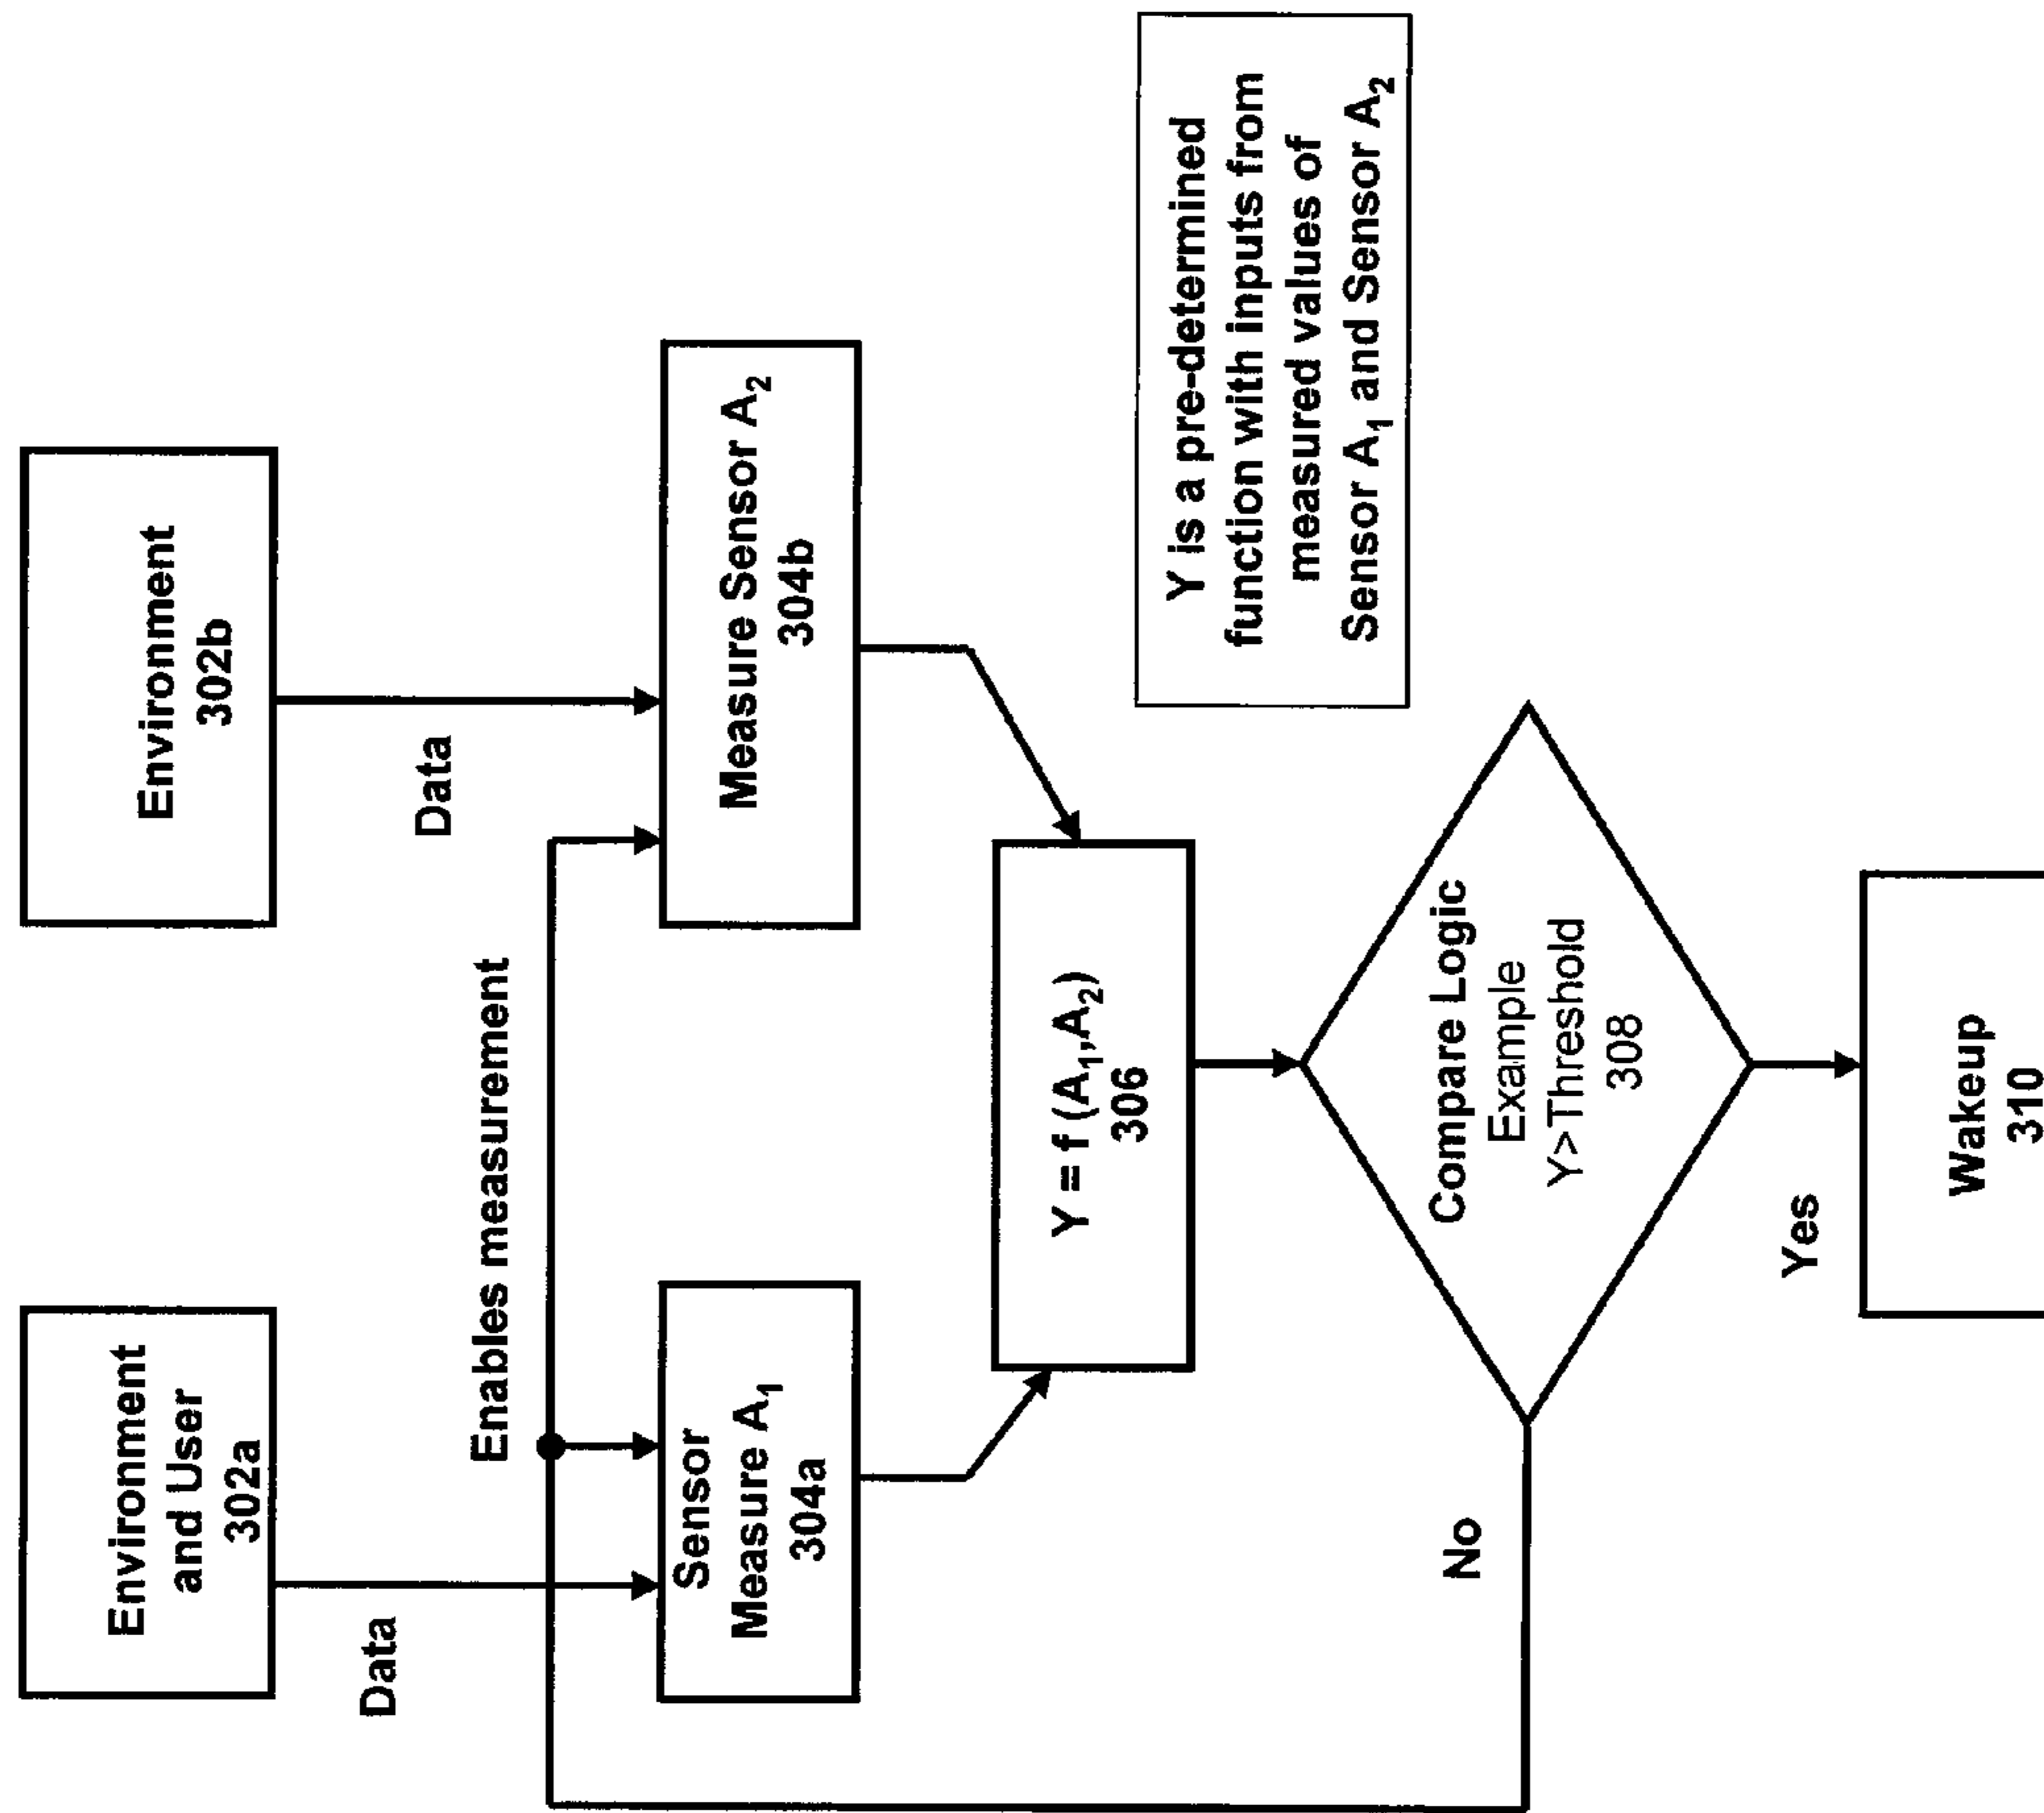 Environment
and User
302a
Environment
302b
Data
Data
Enables measurement
Sensor
Measure A₁
304a
Measure Sensor A₂
304b
Y = f (A₁,A₂)
306
Y is a pre-determined
function with inputs from
measured values of
Sensor A₁ and Sensor A₂
Compare Logic
Example
Y>Threshold
308
No
Yes
Wakeup
310